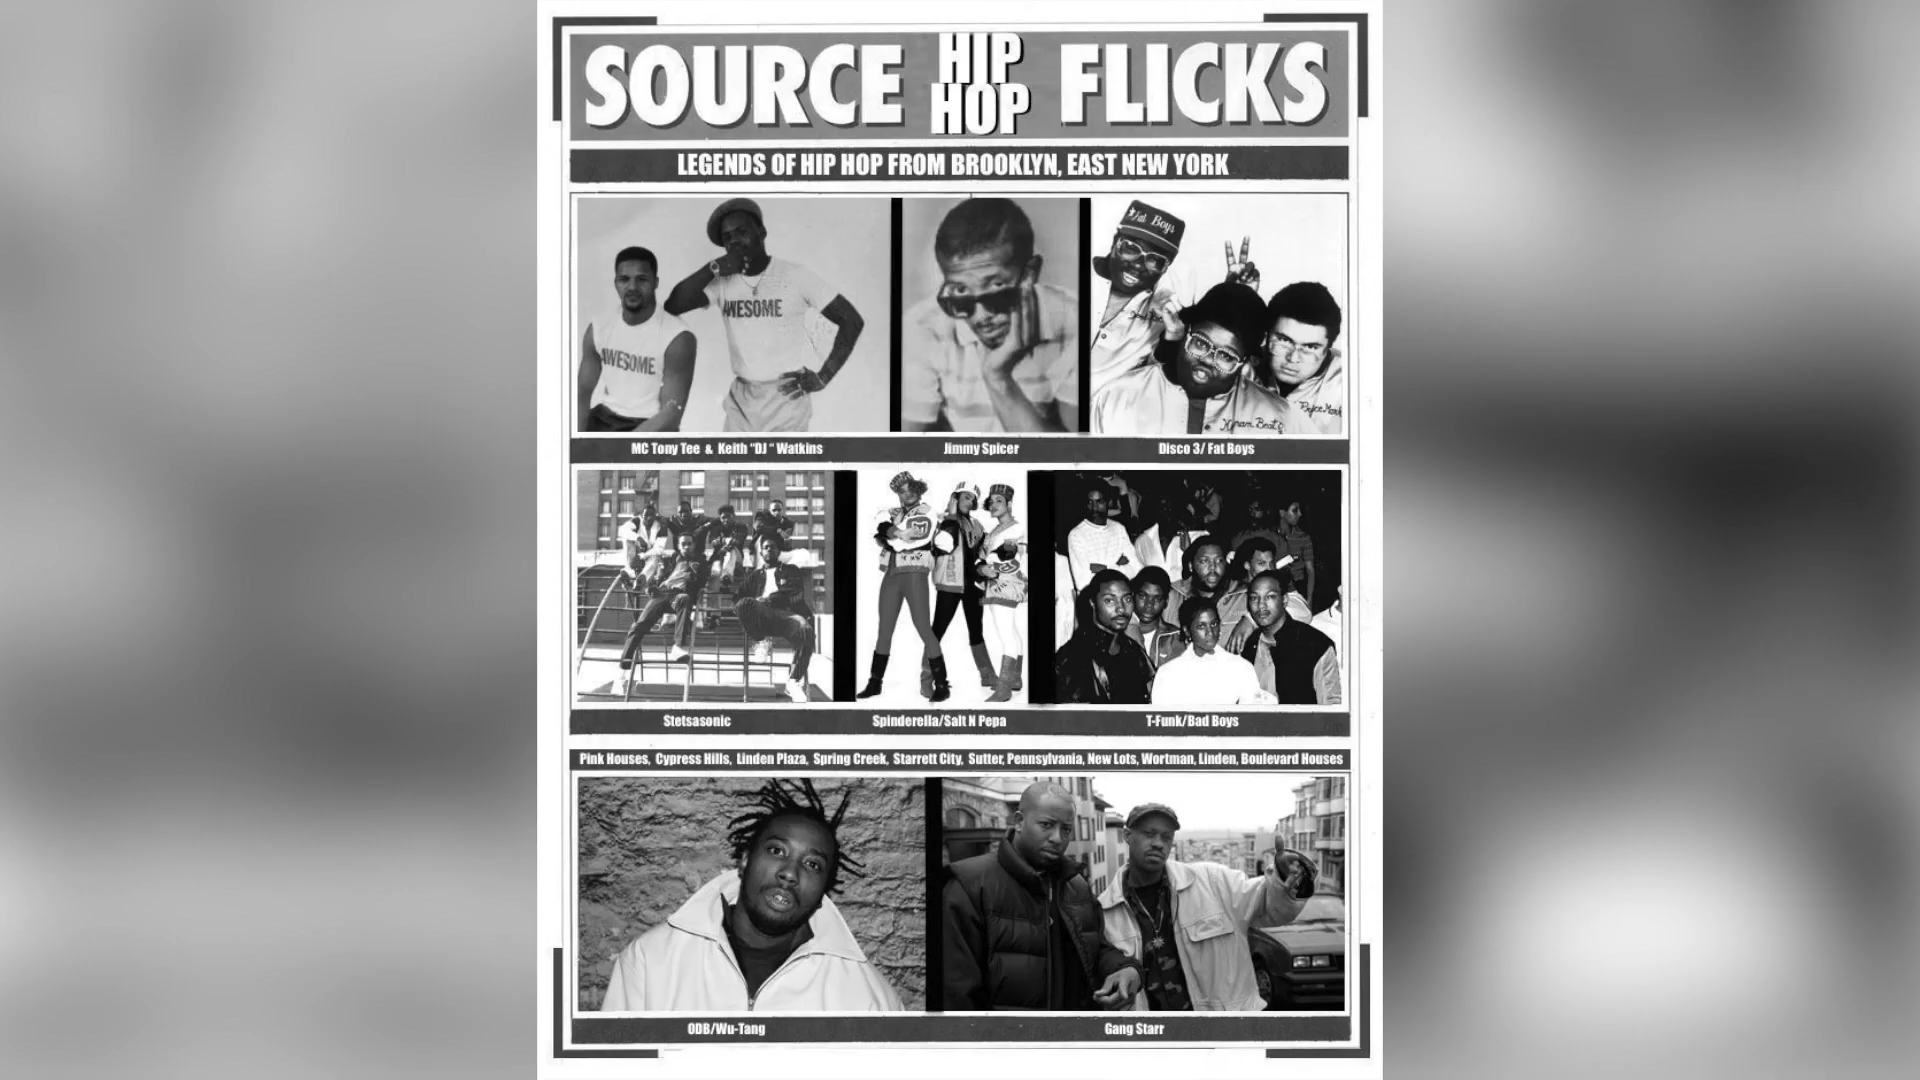 SOURCE HIP HOP FLICKS
LEGENDS OF HIP HOP FROM BROOKLYN, EAST NEW YORK
AWESOME
AWESOME
Fat Boys
MC Tony Tee & Keith "DJ " Watkins
Jimmy Spicer
Disco 3/ Fat Boys
Stetsasonic
Spinderella/Salt N Pepa
T-Funk/Bad Boys
Pink Houses, Cypress Hills, Linden Plaza, Spring Creek, Starrett City, Sutter, Pennsylvania, New Lots, Wortman, Linden, Boulevard Houses
ODB/Wu-Tang
Gang Starr